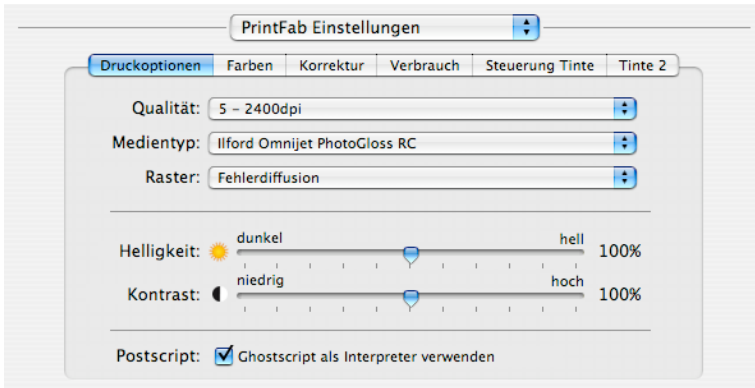 PrintFab Einstellungen
Druckoptionen Farben Korrektur Verbrauch Steuerung Tinte Tinte 2
Qualität: 5 – 2400dpi
Medientyp: Ilford Omnijet PhotoGloss RC
Raster: Fehlerdiffusion
dunkel hell
Helligkeit: 100%
niedrig hoch
Kontrast: 100%
Postscript: Ghostscript als Interpreter verwenden